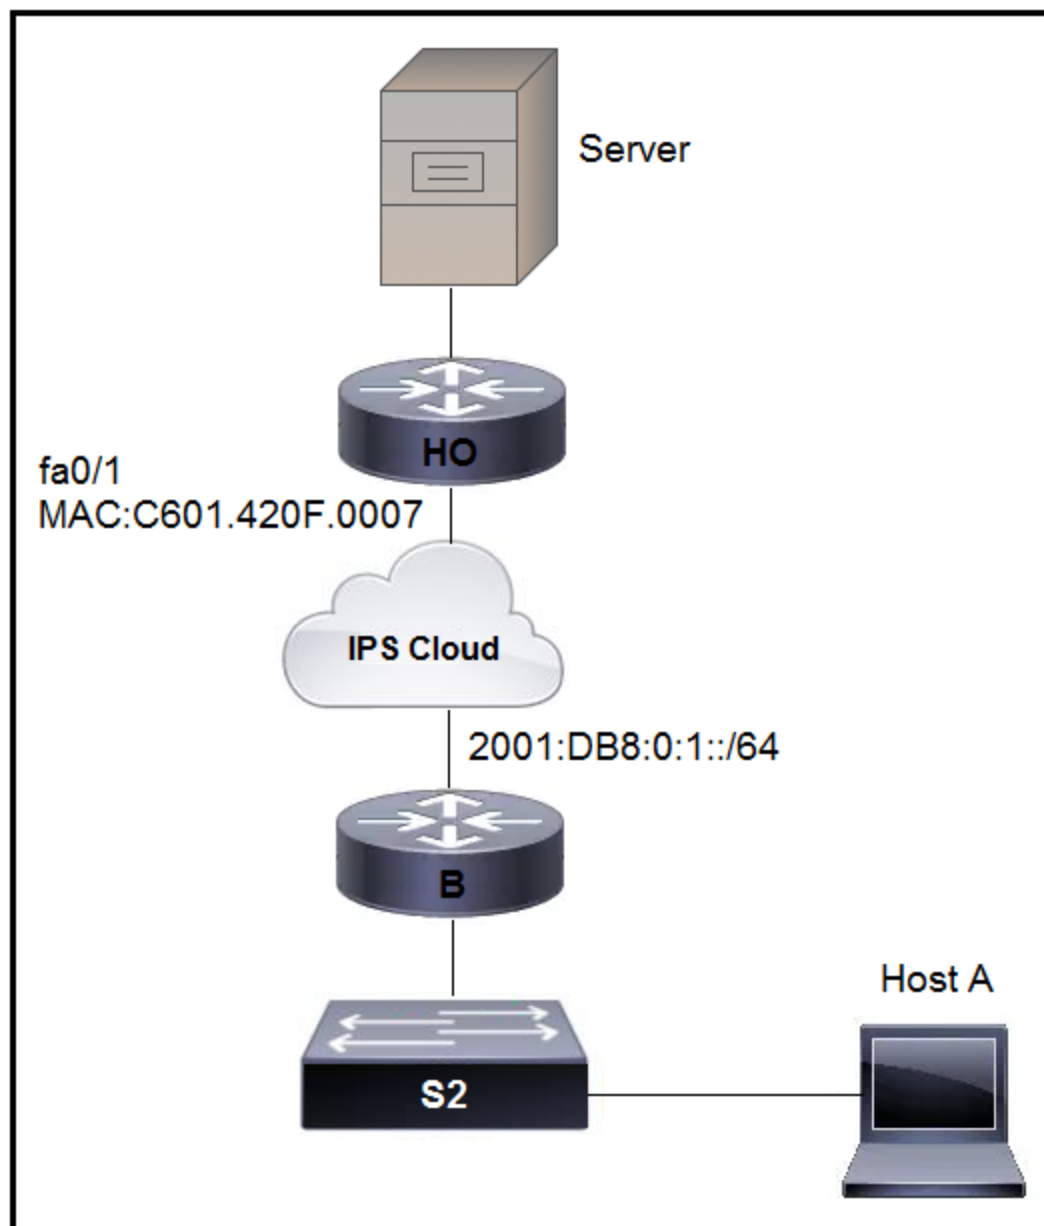 Server
HO
fa0/1
MAC:C601.420F.0007
IPS Cloud
2001:DB8:0:1::/64
B
Host A
S2